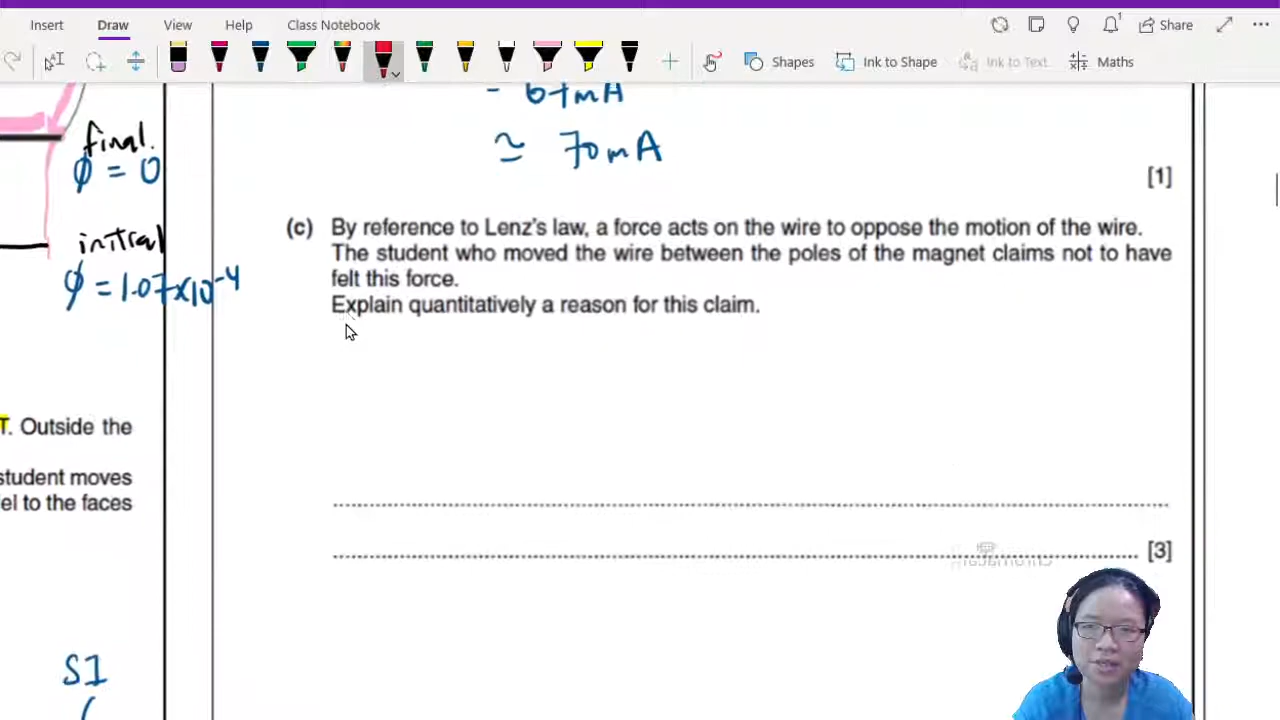 Insert Draw View Help Class Notebook Share
Shapes Ink to Shape Ink to Text Maths
- 67mA
≃ 70mA
[1]
final.
ϕ = 0
initial
ϕ = 1.07×10-4
(c) By reference to Lenz's law, a force acts on the wire to oppose the motion of the wire.
The student who moved the wire between the poles of the magnet claims not to have
felt this force.
Explain quantitatively a reason for this claim.
T. Outside the
student moves
el to the faces
[3]
SI